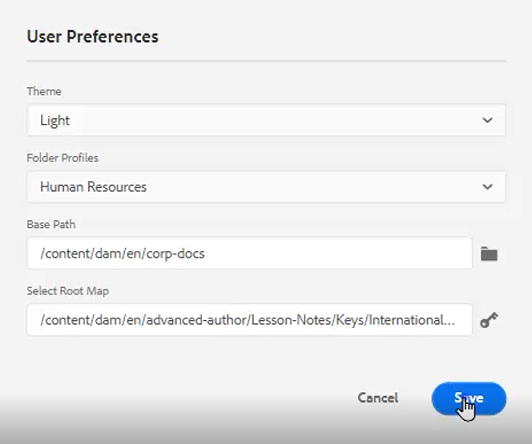 User Preferences
Theme
Light
Folder Profiles
Human Resources
Base Path
/content/dam/en/corp-docs
Select Root Map
/content/dam/en/advanced-author/Lesson-Notes/Keys/International...
Cancel
Save